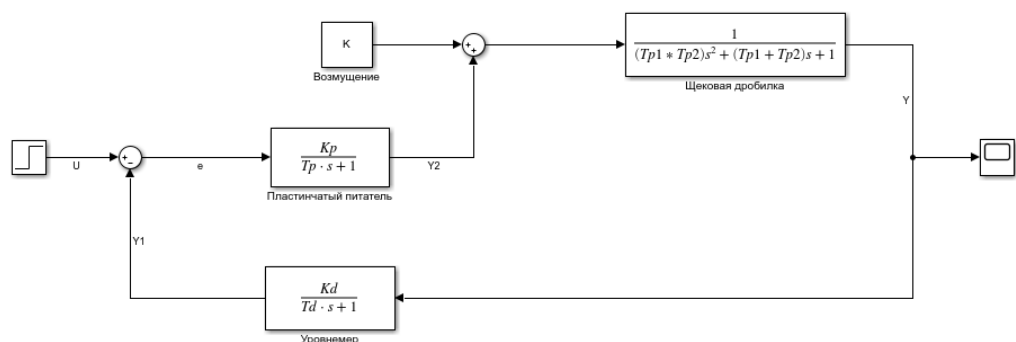 K
Возмущение
1
(Tp1 * Tp2)s² + (Tp1 + Tp2)s + 1
Щековая дробилка
Y
U
e
Kp
Tp · s + 1
Пластинчатый питатель
Y2
Y1
Kd
Td · s + 1
Уровнемер